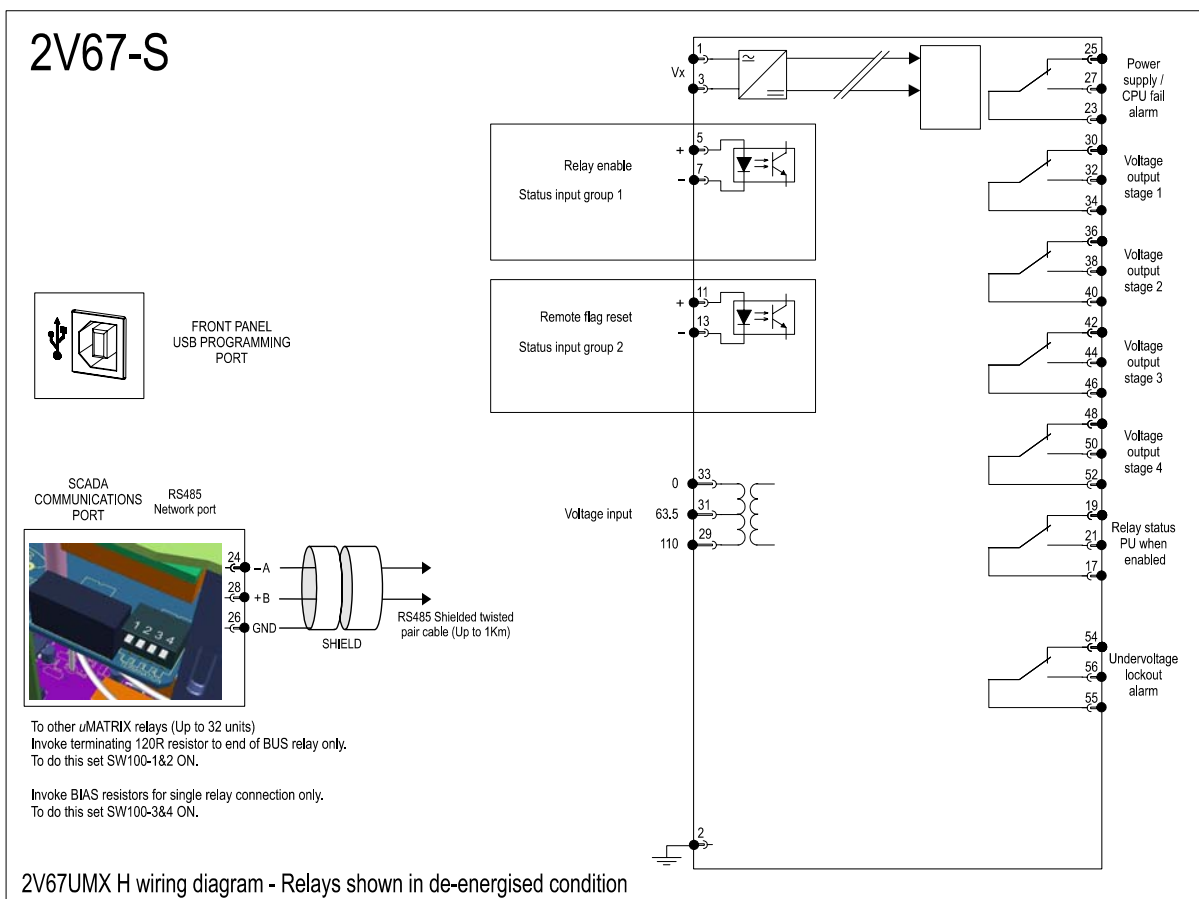 2V67-S
Vx
1
3
25
27
23
Power
supply /
CPU fail
alarm
Relay enable
Status input group 1
+
5
−
7
30
32
34
Voltage
output
stage 1
36
38
40
Voltage
output
stage 2
Remote flag reset
Status input group 2
+
11
−
13
42
44
46
Voltage
output
stage 3
FRONT PANEL
USB PROGRAMMING
PORT
48
50
52
Voltage
output
stage 4
Voltage input
0
33
63.5
31
110
29
19
21
17
Relay status
PU when
enabled
SCADA
COMMUNICATIONS
PORT
RS485
Network port
1 2 3 4
24
−A
28
+B
26
GND
SHIELD
RS485 Shielded twisted
pair cable (Up to 1Km)
54
56
55
Undervoltage
lockout
alarm
To other uMATRIX relays (Up to 32 units)
Invoke terminating 120R resistor to end of BUS relay only.
To do this set SW100-1&2 ON.
Invoke BIAS resistors for single relay connection only.
To do this set SW100-3&4 ON.
2
2V67UMX H wiring diagram - Relays shown in de-energised condition